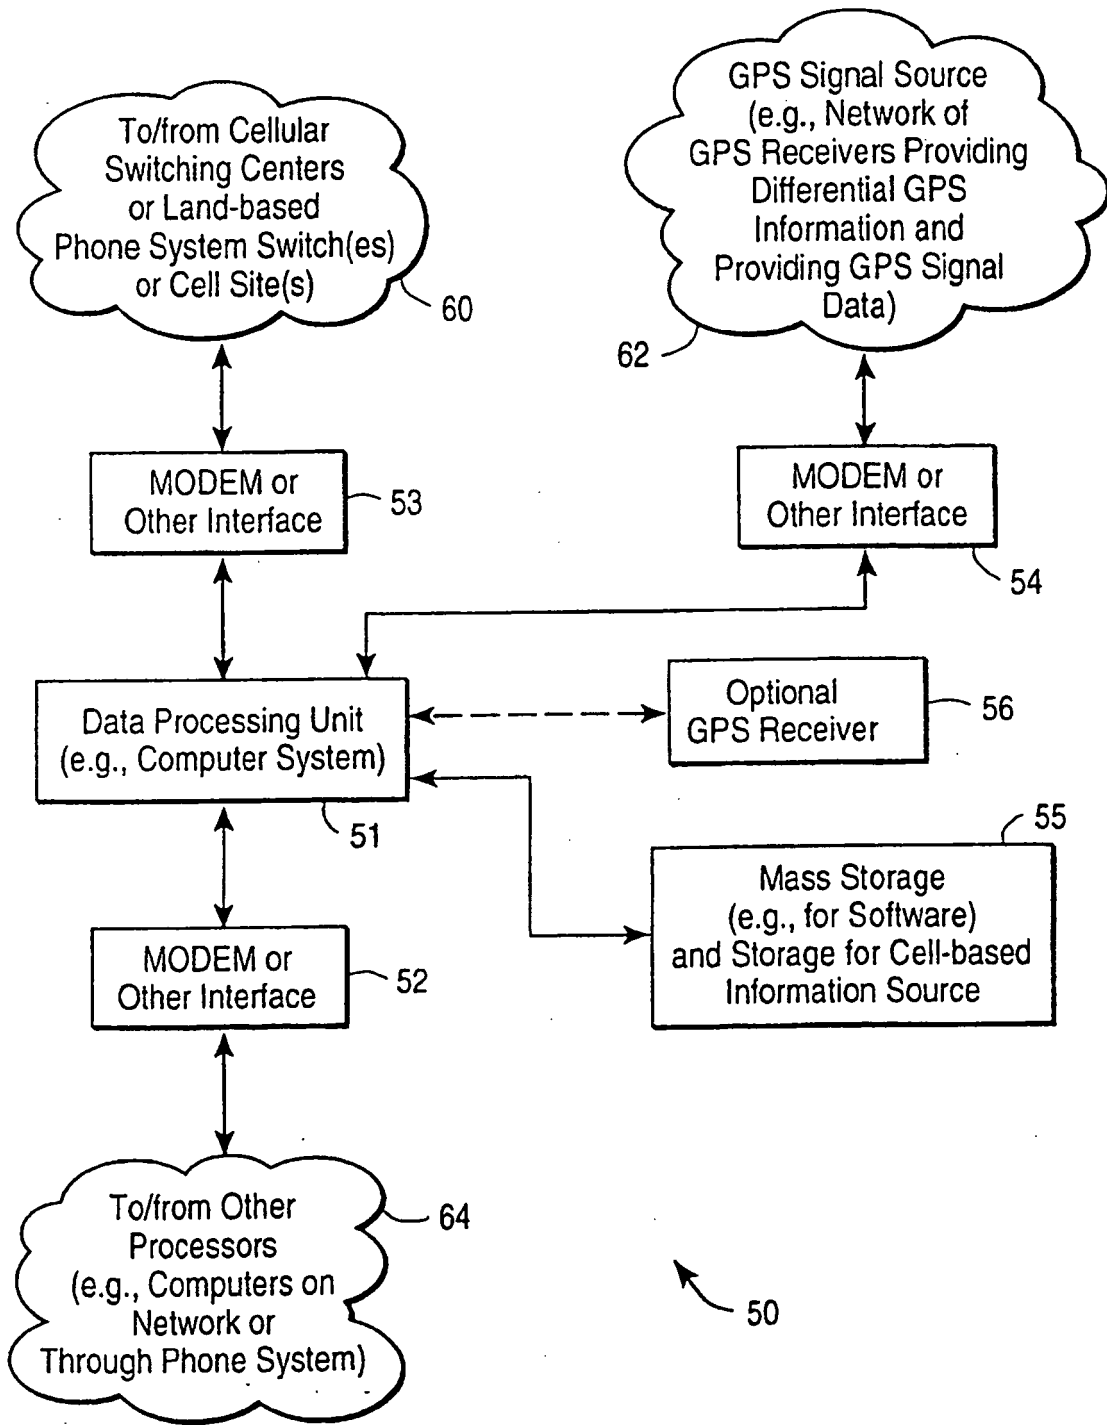 To/from Cellular
Switching Centers
or Land-based
Phone System Switch(es)
or Cell Site(s)
60
GPS Signal Source
(e.g., Network of
GPS Receivers Providing
Differential GPS
Information and
Providing GPS Signal
Data)
62
MODEM or
Other Interface
53
MODEM or
Other Interface
54
Data Processing Unit
(e.g., Computer System)
51
Optional
GPS Receiver
56
55
Mass Storage
(e.g., for Software)
and Storage for Cell-based
Information Source
MODEM or
Other Interface
52
To/from Other
Processors
(e.g., Computers on
Network or
Through Phone System)
64
50